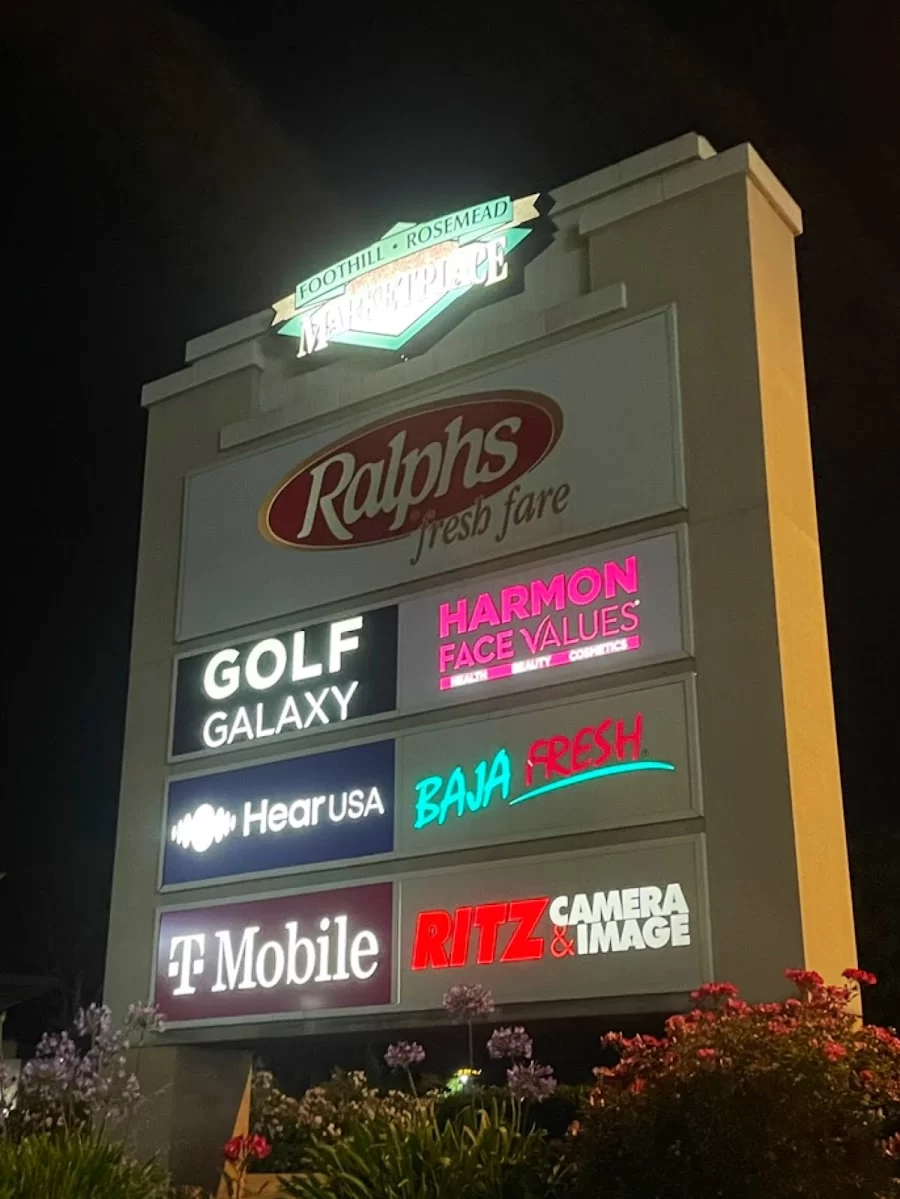 FOOTHILL • ROSEMEAD
MARKETPLACE
Ralphs
fresh fare
GOLF
GALAXY
HARMON
FACE VALUES
HEALTH BEAUTY COSMETICS
HearUSA
BAJA FRESH
T Mobile
RITZ CAMERA
& IMAGE